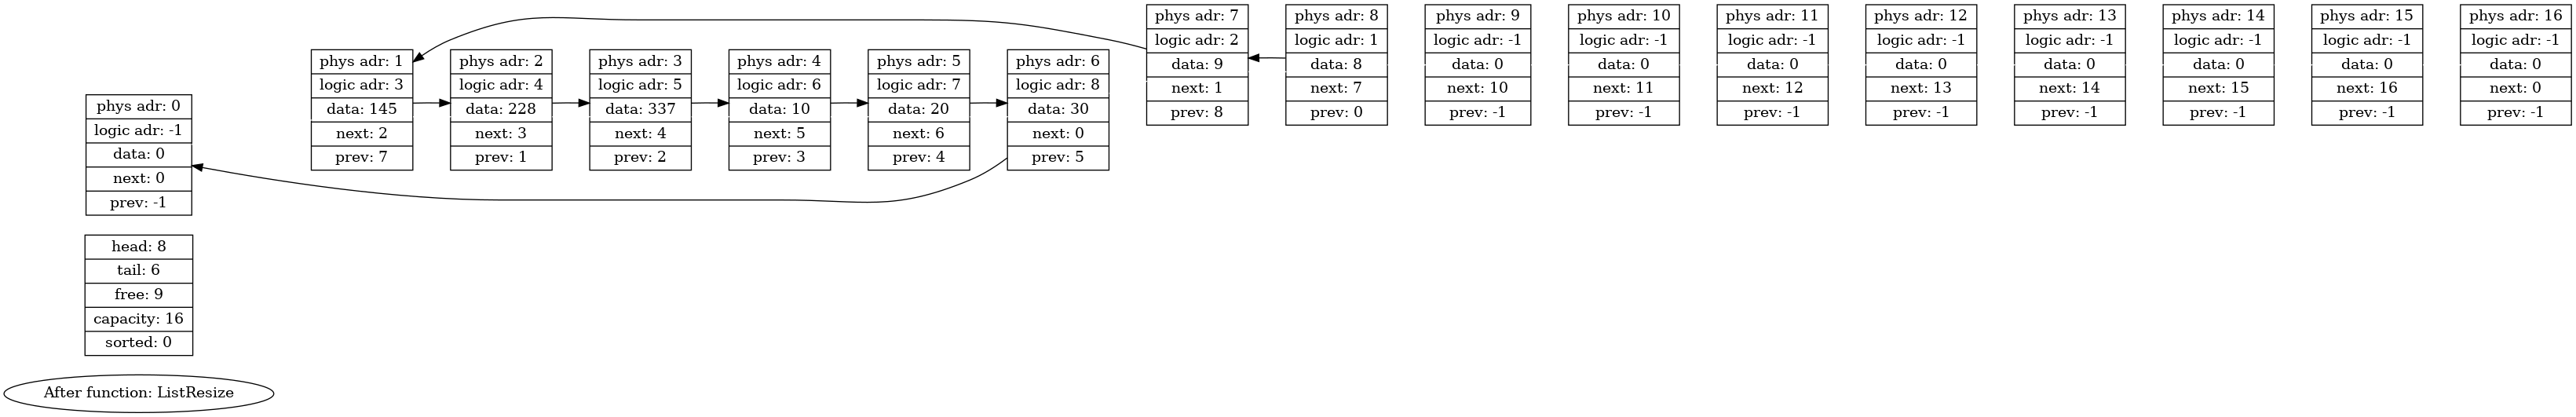 phys adr: 0
logic adr: -1
data: 0
next: 0
prev: -1
head: 8
tail: 6
free: 9
capacity: 16
sorted: 0
After function: ListResize
phys adr: 1
logic adr: 3
data: 145
next: 2
prev: 7
phys adr: 2
logic adr: 4
data: 228
next: 3
prev: 1
phys adr: 3
logic adr: 5
data: 337
next: 4
prev: 2
phys adr: 4
logic adr: 6
data: 10
next: 5
prev: 3
phys adr: 5
logic adr: 7
data: 20
next: 6
prev: 4
phys adr: 6
logic adr: 8
data: 30
next: 0
prev: 5
phys adr: 7
logic adr: 2
data: 9
next: 1
prev: 8
phys adr: 8
logic adr: 1
data: 8
next: 7
prev: 0
phys adr: 9
logic adr: -1
data: 0
next: 10
prev: -1
phys adr: 10
logic adr: -1
data: 0
next: 11
prev: -1
phys adr: 11
logic adr: -1
data: 0
next: 12
prev: -1
phys adr: 12
logic adr: -1
data: 0
next: 13
prev: -1
phys adr: 13
logic adr: -1
data: 0
next: 14
prev: -1
phys adr: 14
logic adr: -1
data: 0
next: 15
prev: -1
phys adr: 15
logic adr: -1
data: 0
next: 16
prev: -1
phys adr: 16
logic adr: -1
data: 0
next: 0
prev: -1